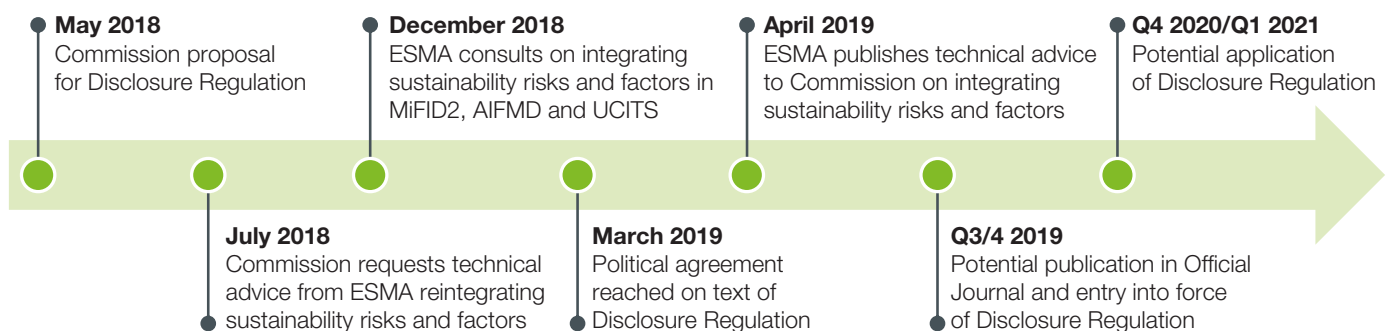 May 2018
Commission proposal
for Disclosure Regulation
December 2018
ESMA consults on integrating
sustainability risks and factors in
MiFID2, AIFMD and UCITS
April 2019
ESMA publishes technical advice
to Commission on integrating
sustainability risks and factors
Q4 2020/Q1 2021
Potential application
of Disclosure Regulation
July 2018
Commission requests technical
advice from ESMA reintegrating
sustainability risks and factors
March 2019
Political agreement
reached on text of
Disclosure Regulation
Q3/4 2019
Potential publication in Official
Journal and entry into force
of Disclosure Regulation